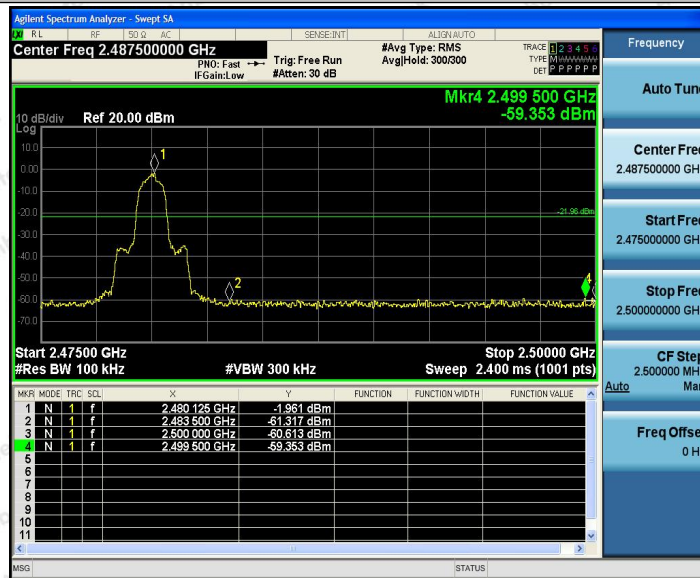 Agilent Spectrum Analyzer - Swept SA
LXI RL RF 50 Ω AC SENSE:INT ALIGNAUTO
Center Freq 2.487500000 GHz
PNO: Fast
IFGain:Low
Trig: Free Run
#Atten: 30 dB
#Avg Type: RMS
Avg|Hold: 300/300
TRACE 1 2 3 4 5 6
TYPE M
DET P P P P P P
Mkr4 2.499 500 GHz
-59.353 dBm
10 dB/div Ref 20.00 dBm
Log
10.0
0.00
-10.0
-20.0
-30.0
-40.0
-50.0
-60.0
-70.0
1
-21.96 dBm
2
4
Start 2.47500 GHz Stop 2.50000 GHz
#Res BW 100 kHz #VBW 300 kHz Sweep 2.400 ms (1001 pts)
MKR MODE TRC SCL X Y FUNCTION FUNCTION WIDTH FUNCTION VALUE
1 N 1 f 2.480 125 GHz -1.961 dBm
2 N 1 f 2.483 500 GHz -61.317 dBm
3 N 1 f 2.500 000 GHz -60.613 dBm
4 N 1 f 2.499 500 GHz -59.353 dBm
5
6
7
8
9
10
11
MSG STATUS
Frequency
Auto Tune
Center Freq
2.487500000 GH
Start Freq
2.475000000 GH
Stop Freq
2.500000000 GH
CF Step
2.500000 MH
Auto Ma
Freq Offse
0 H